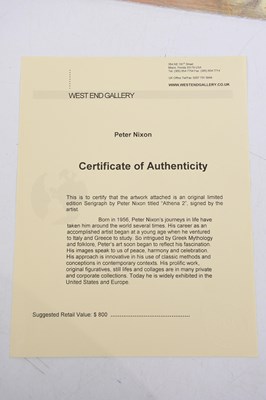 WEST END GALLERY
WWW.WESTENDGALLERY.CO.UK
Peter Nixon
Certificate of Authenticity
This is to certify that the artwork attached is an original limited
edition Serigraph by Peter Nixon titled "Athena 2", signed by the
artist.
Born in 1956, Peter Nixon's journeys in life have
taken him around the world several times. His career as an
accomplished artist began at a young age when he ventured
to Italy and Greece to study. So intrigued by Greek Mythology
and folklore, Peter's art soon began to reflect his fascination.
His images speak to us of peace, harmony and celebration.
His approach is innovative in his use of classic methods and
conceptions in contemporary contexts. His prolific work,
original figuratives, still lifes and collages are in many private
and corporate collections. Today he is widely exhibited in the
United States and Europe.
Suggested Retail Value: $ 800